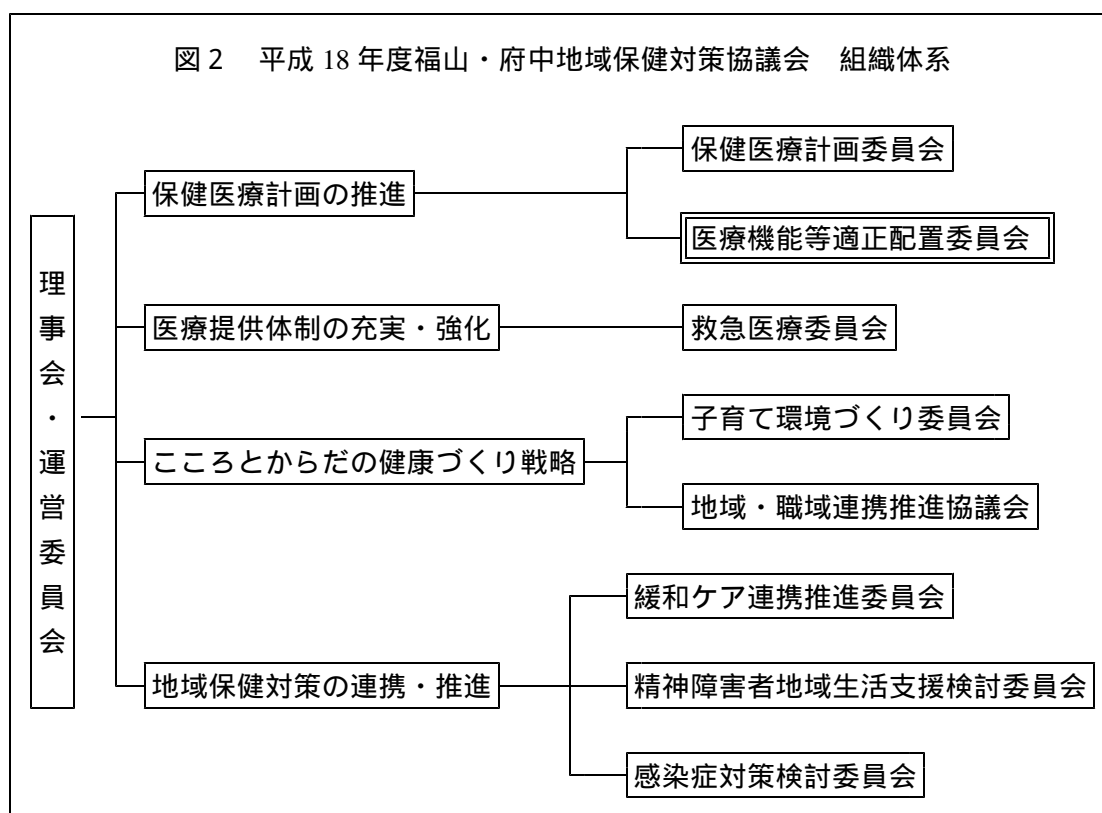 図２　平成 18 年度福山・府中地域保健対策協議会　組織体系
理事会・運営委員会
保健医療計画の推進
保健医療計画委員会
医療機能等適正配置委員会
医療提供体制の充実・強化
救急医療委員会
こころとからだの健康づくり戦略
子育て環境づくり委員会
地域・職域連携推進協議会
地域保健対策の連携・推進
緩和ケア連携推進委員会
精神障害者地域生活支援検討委員会
感染症対策検討委員会